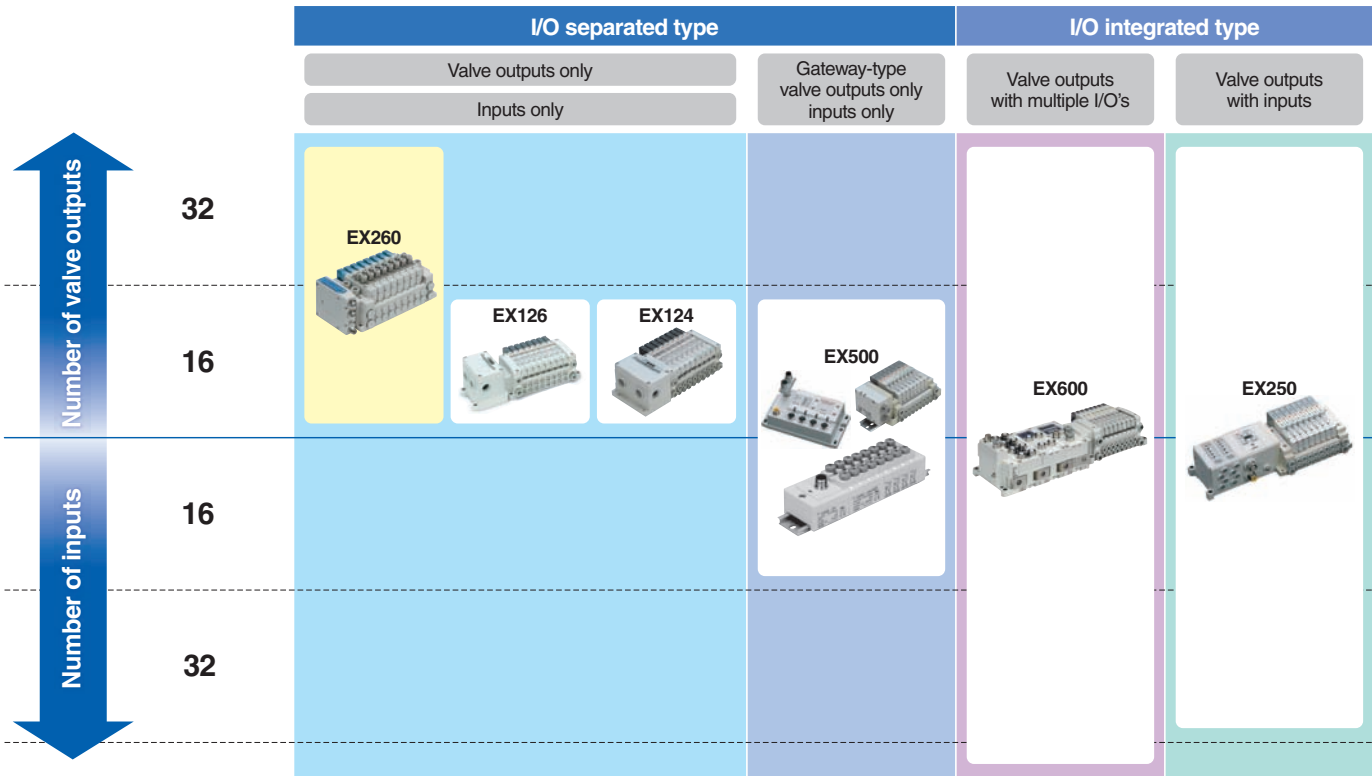 I/O separated type
I/O integrated type
Valve outputs only
Inputs only
Gateway-type
valve outputs only
inputs only
Valve outputs
with multiple I/O's
Valve outputs
with inputs
Number of valve outputs
Number of inputs
32
16
16
32
EX260
EX126
EX124
EX500
EX600
EX250